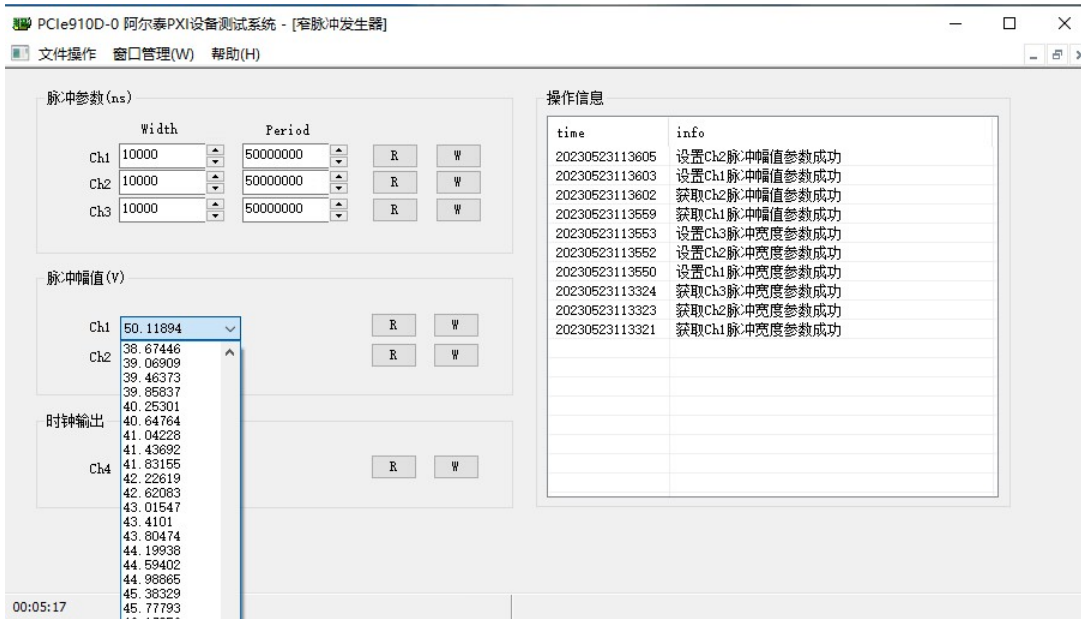 PCIe910D-0 阿尔泰PXI设备测试系统 - [窄脉冲发生器]
文件操作 窗口管理(W) 帮助(H)
脉冲参数(ns)
Width Period
Ch1 10000 50000000 R W
Ch2 10000 50000000 R W
Ch3 10000 50000000 R W
脉冲幅值(V)
Ch1 50.11894 R W
Ch2 R W
38.67446
39.06909
39.46373
39.85837
40.25301
40.64764
41.04228
41.43692
41.83155
42.22619
42.62083
43.01547
43.4101
43.80474
44.19938
44.59402
44.98865
45.38329
45.77793
时钟输出
Ch4 R W
操作信息
time info
20230523113605 设置Ch2脉冲幅值参数成功
20230523113603 设置Ch1脉冲幅值参数成功
20230523113602 获取Ch2脉冲幅值参数成功
20230523113559 获取Ch1脉冲幅值参数成功
20230523113553 设置Ch3脉冲宽度参数成功
20230523113552 设置Ch2脉冲宽度参数成功
20230523113550 设置Ch1脉冲宽度参数成功
20230523113324 获取Ch3脉冲宽度参数成功
20230523113323 获取Ch2脉冲宽度参数成功
20230523113321 获取Ch1脉冲宽度参数成功
00:05:17